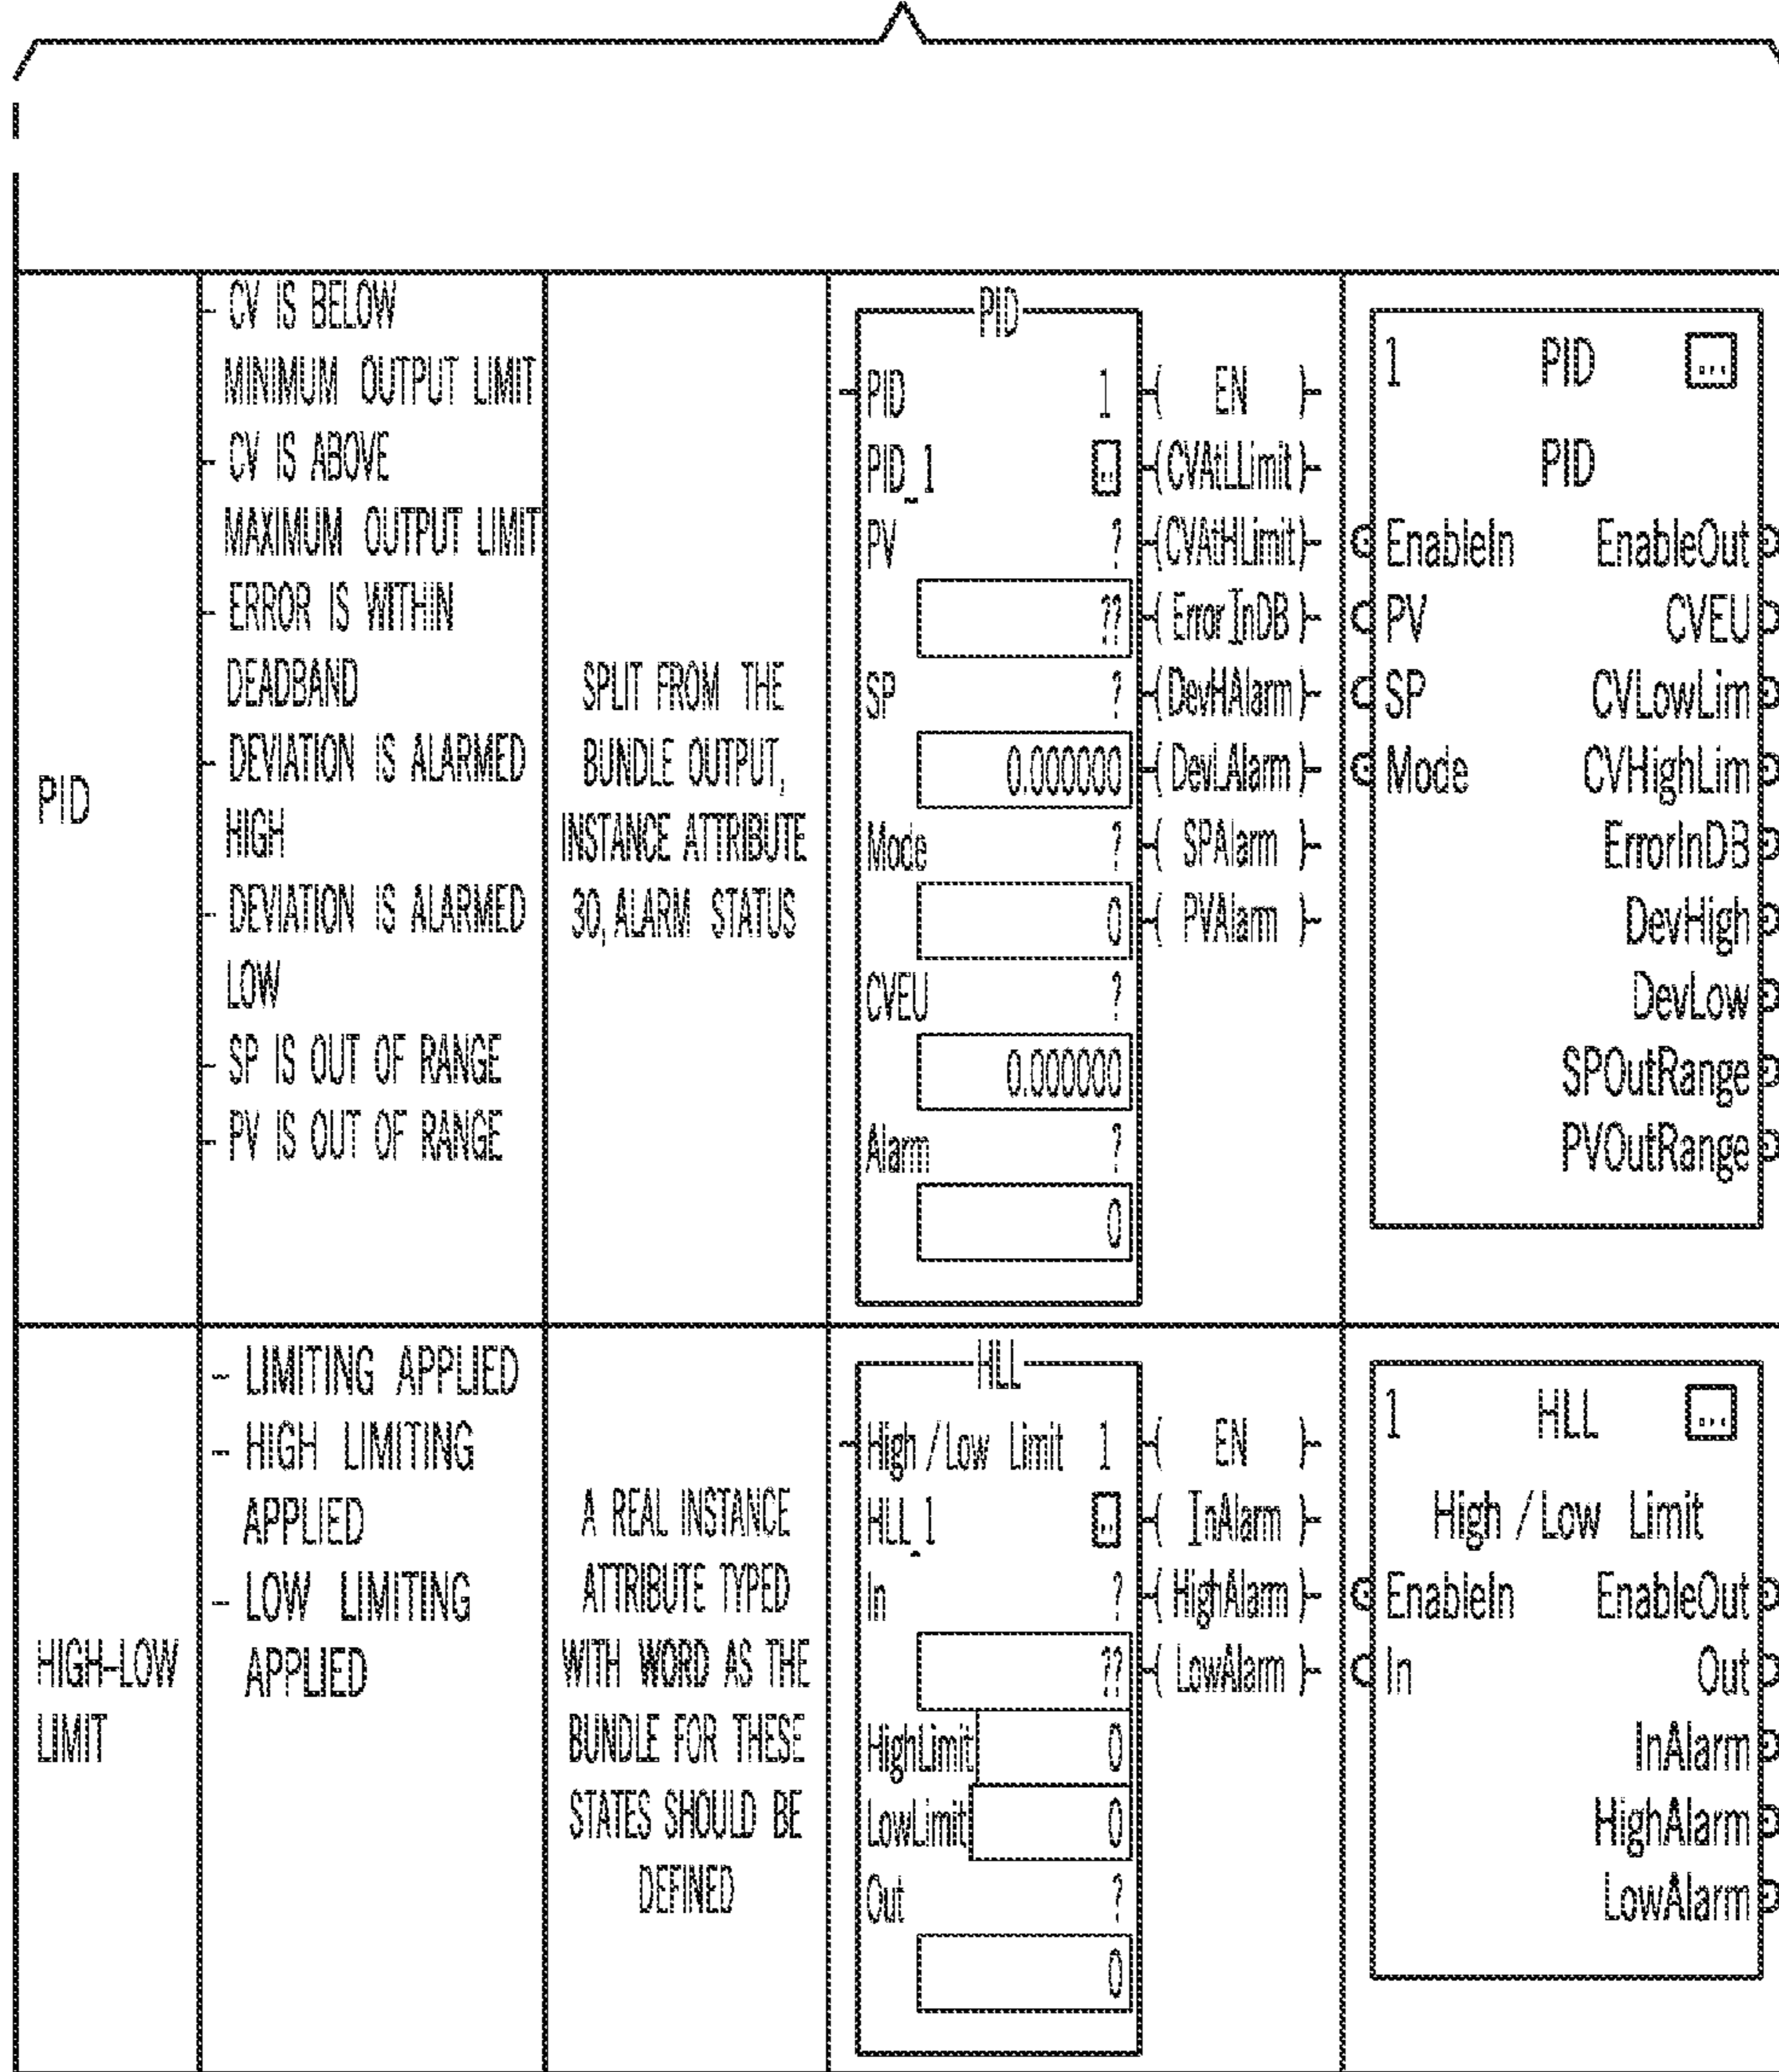 PID
- CV IS BELOW
MINIMUM OUTPUT LIMIT
- CV IS ABOVE
MAXIMUM OUTPUT LIMIT
- ERROR IS WITHIN
DEADBAND
- DEVIATION IS ALARMED
HIGH
- DEVIATION IS ALARMED
LOW
- SP IS OUT OF RANGE
- PV IS OUT OF RANGE
SPLIT FROM THE
BUNDLE OUTPUT,
INSTANCE ATTRIBUTE
30, ALARM STATUS
PID
PID 1
PID_1 ..
PV ?
??
SP ?
0.000000
Mode ?
0
CVEU ?
0.000000
Alarm ?
0
( EN )
(CVAtLLimit)
(CVAtHLimit)
( ErrorInDB )
(DevHAlarm)
( DevLAlarm)
( SPAlarm )
( PVAlarm )
1 PID ...
PID
EnableIn EnableOut
PV CVEU
SP CVLowLim
Mode CVHighLim
ErrorInDB
DevHigh
DevLow
SPOutRange
PVOutRange
HIGH-LOW
LIMIT
- LIMITING APPLIED
- HIGH LIMITING
APPLIED
- LOW LIMITING
APPLIED
A REAL INSTANCE
ATTRIBUTE TYPED
WITH WORD AS THE
BUNDLE FOR THESE
STATES SHOULD BE
DEFINED
HLL
High / Low Limit 1
HLL_1 ..
In ?
??
HighLimit 0
LowLimit 0
Out ?
0
( EN )
( InAlarm )
( HighAlarm )
( LowAlarm )
1 HLL ...
High / Low Limit
EnableIn EnableOut
In Out
InAlarm
HighAlarm
LowAlarm